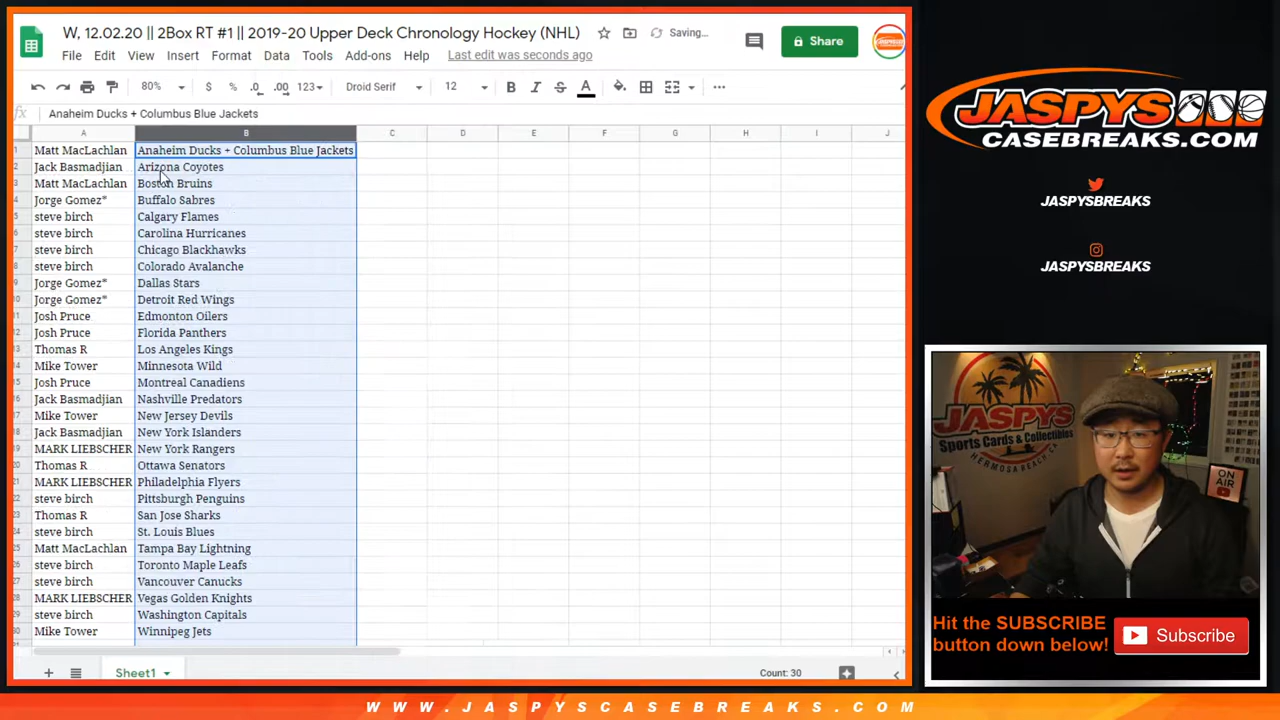 W, 12.02.20 || 2Box RT #1 || 2019-20 Upper Deck Chronology Hockey (NHL)
Saving...
Share
File Edit View Insert Format Data Tools Add-ons Help Last edit was seconds ago
80% $ % .0 .00 123 Droid Serif 12 B I S A
fx Anaheim Ducks + Columbus Blue Jackets
A B C D E F G H I J
1 Matt MacLachlan Anaheim Ducks + Columbus Blue Jackets
2 Jack Basmadjian Arizona Coyotes
3 Matt MacLachlan Boston Bruins
4 Jorge Gomez* Buffalo Sabres
5 steve birch Calgary Flames
6 steve birch Carolina Hurricanes
7 steve birch Chicago Blackhawks
8 steve birch Colorado Avalanche
9 Jorge Gomez* Dallas Stars
10 Jorge Gomez* Detroit Red Wings
11 Josh Pruce Edmonton Oilers
12 Josh Pruce Florida Panthers
13 Thomas R Los Angeles Kings
14 Mike Tower Minnesota Wild
15 Josh Pruce Montreal Canadiens
16 Jack Basmadjian Nashville Predators
17 Mike Tower New Jersey Devils
18 Jack Basmadjian New York Islanders
19 MARK LIEBSCHER New York Rangers
20 Thomas R Ottawa Senators
21 MARK LIEBSCHER Philadelphia Flyers
22 steve birch Pittsburgh Penguins
23 Thomas R San Jose Sharks
24 steve birch St. Louis Blues
25 Matt MacLachlan Tampa Bay Lightning
26 steve birch Toronto Maple Leafs
27 steve birch Vancouver Canucks
28 MARK LIEBSCHER Vegas Golden Knights
29 steve birch Washington Capitals
30 Mike Tower Winnipeg Jets
Sheet1
Count: 30
JASPYS
CASEBREAKS.COM
JASPYSBREAKS
JASPYSBREAKS
JASPYS
Sports Cards & Collectibles
HERMOSA BEACH, CA
ON AIR
Hit the SUBSCRIBE
button down below!
Subscribe
WWW.JASPYSCASEBREAKS.COM